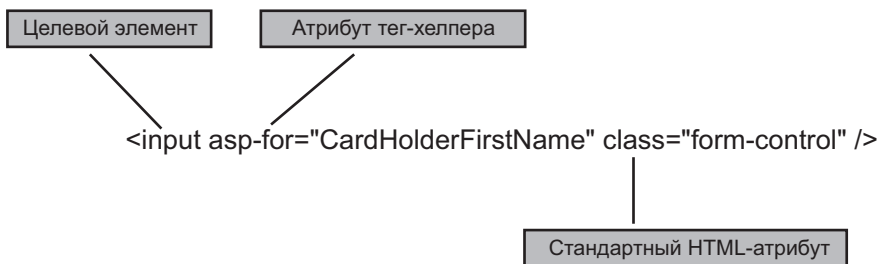 Целевой элемент
Атрибут тег-хелпера
<input asp-for="CardHolderFirstName" class="form-control" />
Стандартный HTML-атрибут